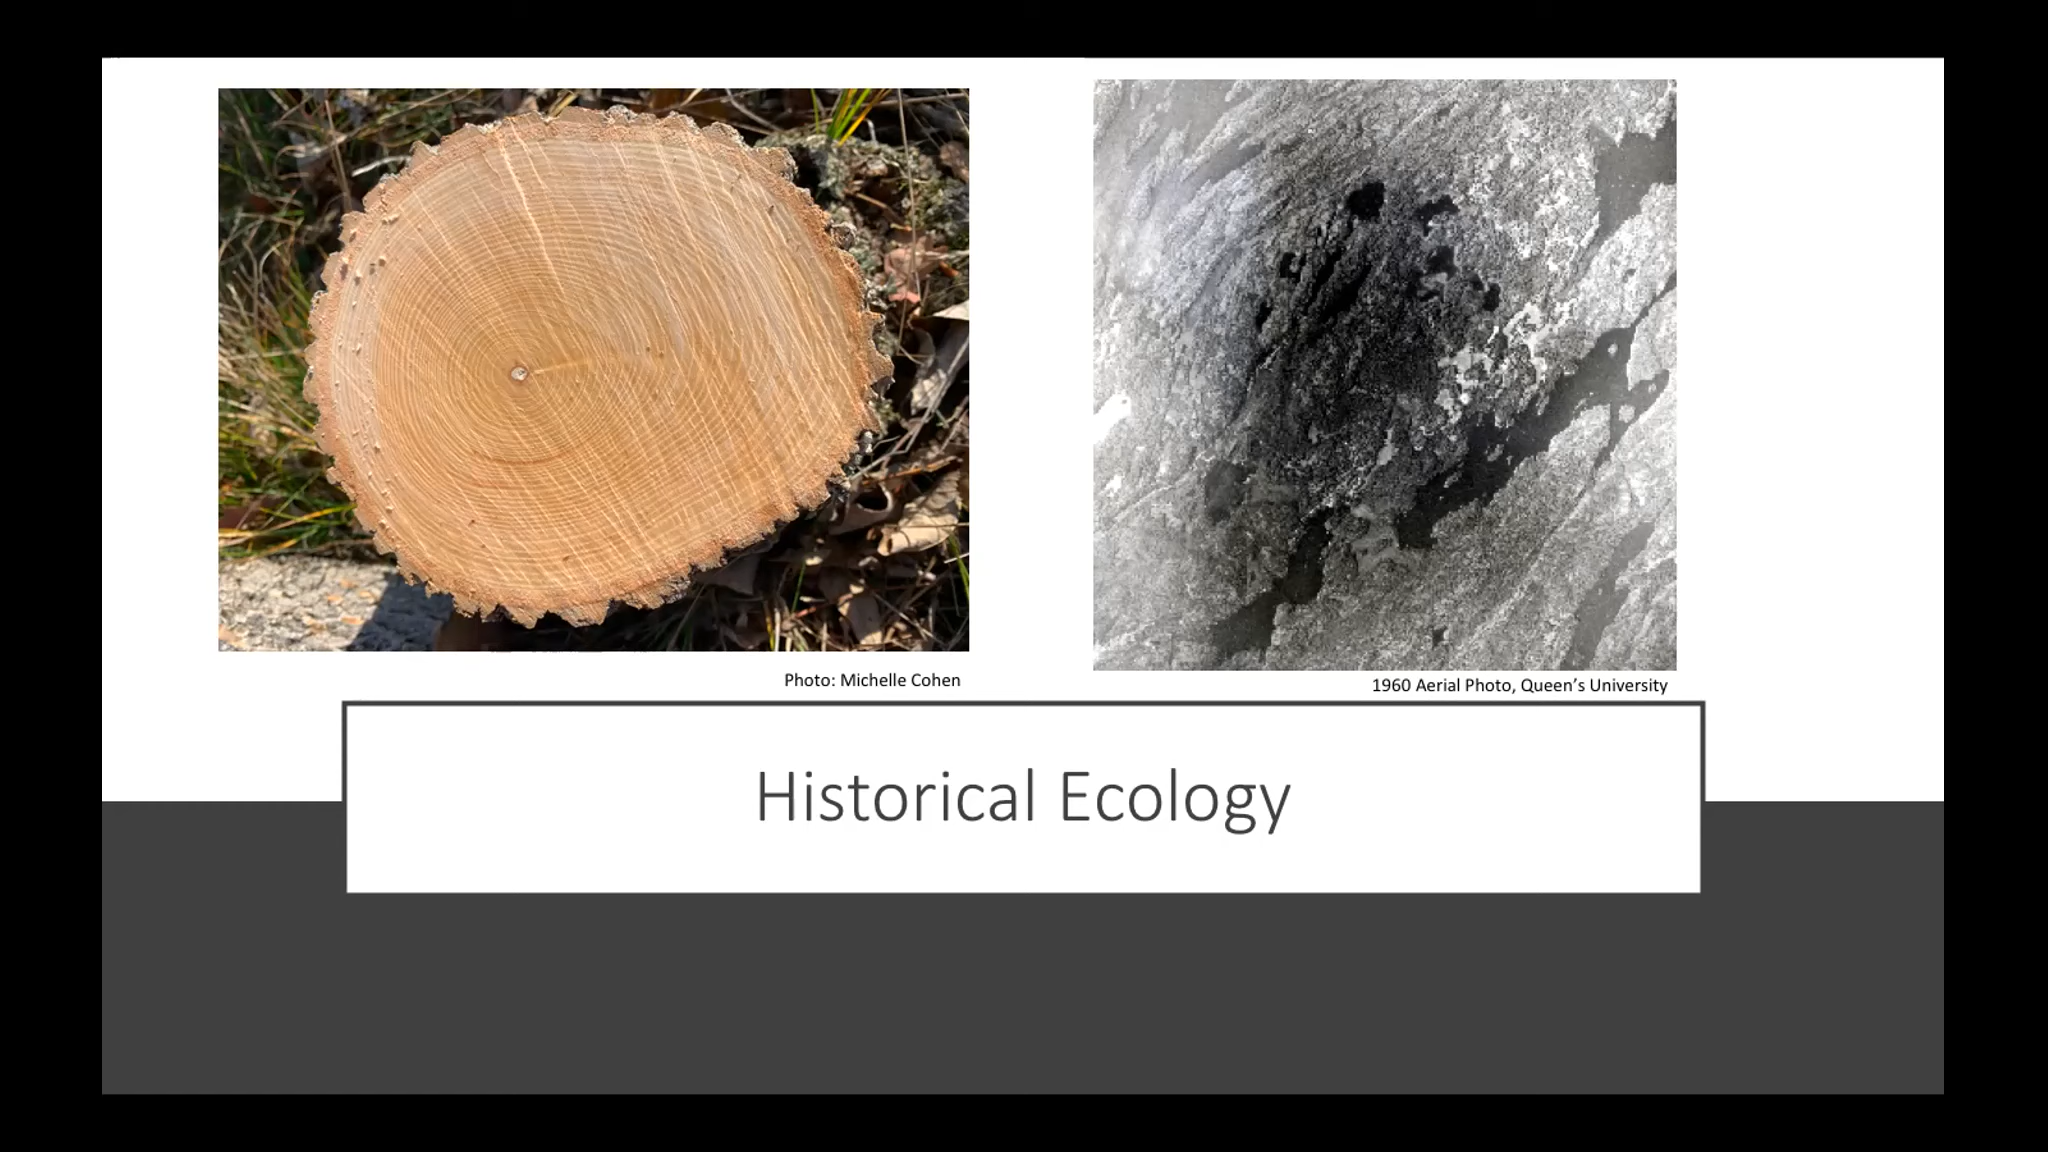 Photo: Michelle Cohen
1960 Aerial Photo, Queen’s University
Historical Ecology